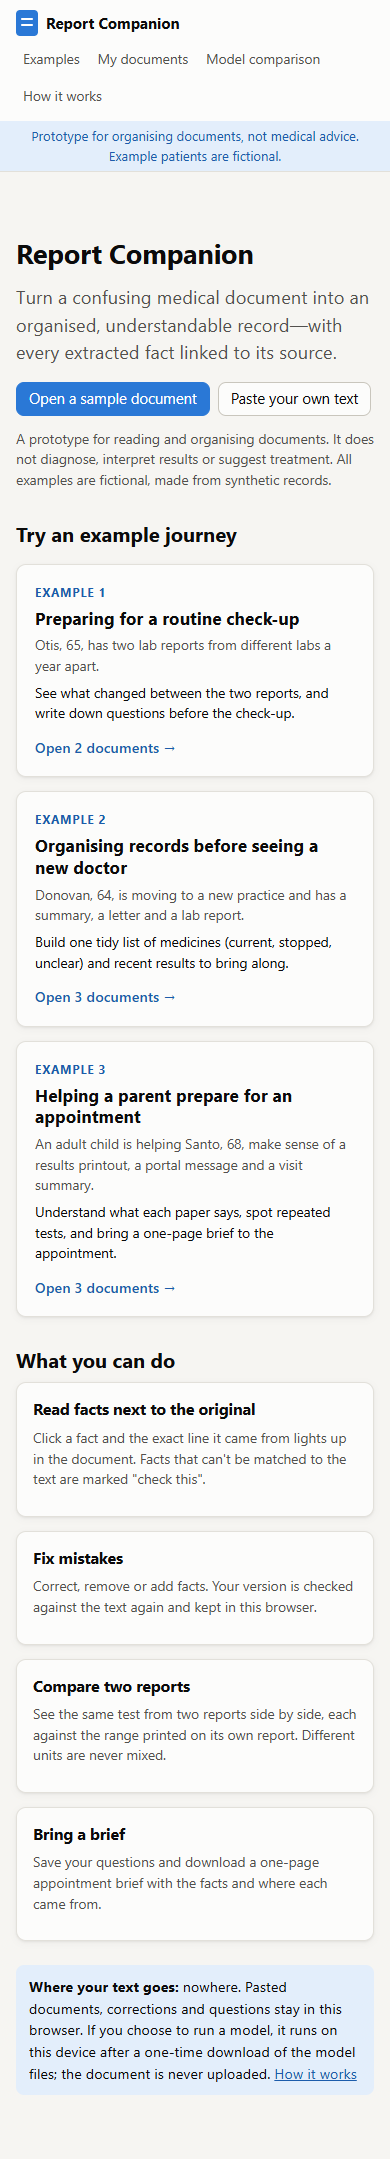 Report Companion
Examples My documents Model comparison
How it works
Prototype for organising documents, not medical advice.
Example patients are fictional.
Report Companion
Turn a confusing medical document into an
organised, understandable record—with
every extracted fact linked to its source.
Open a sample document Paste your own text
A prototype for reading and organising documents. It does
not diagnose, interpret results or suggest treatment. All
examples are fictional, made from synthetic records.
Try an example journey
EXAMPLE 1
Preparing for a routine check-up
Otis, 65, has two lab reports from different labs a
year apart.
See what changed between the two reports, and
write down questions before the check-up.
Open 2 documents →
EXAMPLE 2
Organising records before seeing a
new doctor
Donovan, 64, is moving to a new practice and has a
summary, a letter and a lab report.
Build one tidy list of medicines (current, stopped,
unclear) and recent results to bring along.
Open 3 documents →
EXAMPLE 3
Helping a parent prepare for an
appointment
An adult child is helping Santo, 68, make sense of a
results printout, a portal message and a visit
summary.
Understand what each paper says, spot repeated
tests, and bring a one-page brief to the
appointment.
Open 3 documents →
What you can do
Read facts next to the original
Click a fact and the exact line it came from lights up
in the document. Facts that can't be matched to the
text are marked "check this".
Fix mistakes
Correct, remove or add facts. Your version is checked
against the text again and kept in this browser.
Compare two reports
See the same test from two reports side by side, each
against the range printed on its own report. Different
units are never mixed.
Bring a brief
Save your questions and download a one-page
appointment brief with the facts and where each
came from.
Where your text goes: nowhere. Pasted
documents, corrections and questions stay in this
browser. If you choose to run a model, it runs on
this device after a one-time download of the model
files; the document is never uploaded. How it works